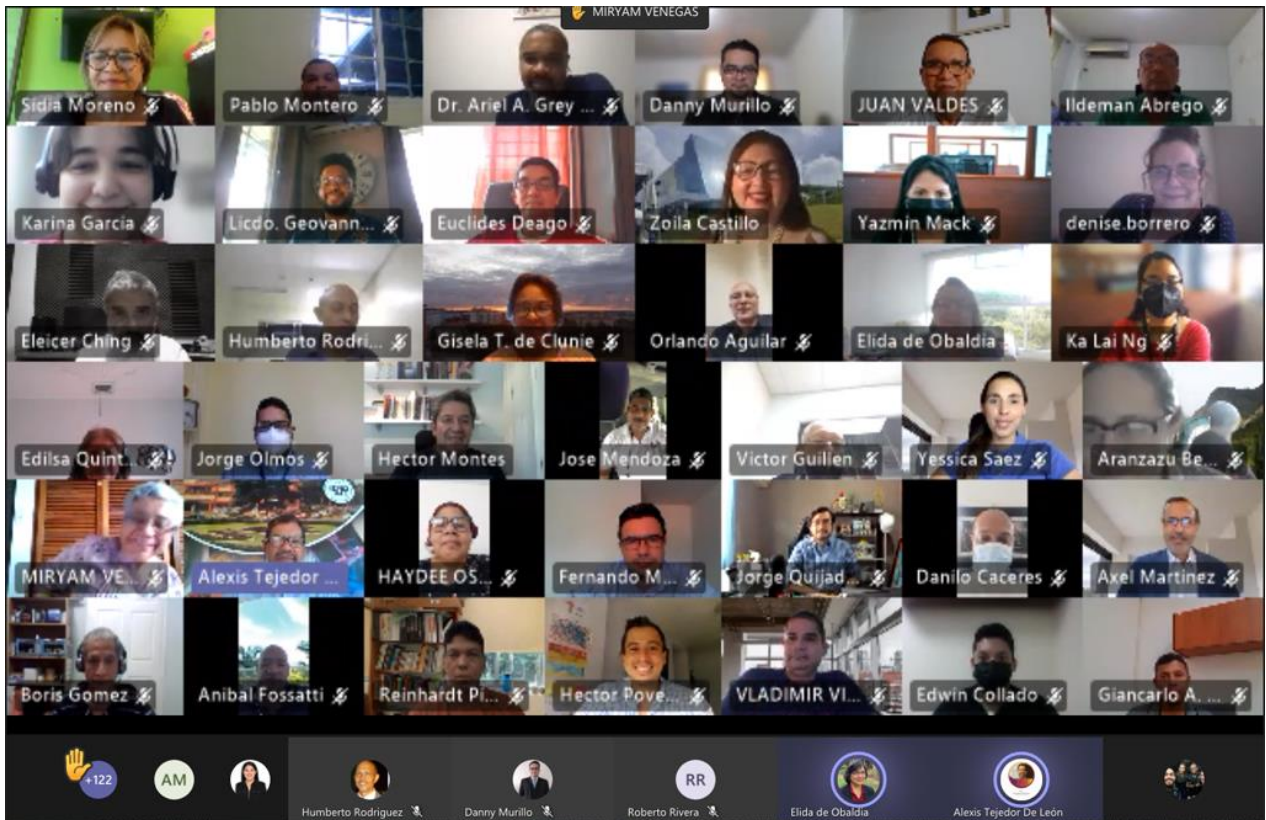 MIRYAM VENEGAS
Sidia Moreno
Pablo Montero
Dr. Ariel A. Grey ...
Danny Murillo
JUAN VALDES
Ildeman Abrego
Karina Garcia
Licdo. Geovann...
Euclides Deago
Zoila Castillo
Yazmin Mack
denise.borrero
Eleicer Ching
Humberto Rodri...
Gisela T. de Clunie
Orlando Aguilar
Elida de Obaldia
Ka Lai Ng
Edilsa Quint...
Jorge Olmos
Hector Montes
Jose Mendoza
Victor Guillen
Yessica Saez
Aranzazu Be...
MIRYAM VE...
Alexis Tejedor ...
HAYDEE OS...
Fernando M...
Jorge Quijad...
Danilo Caceres
Axel Martinez
Boris Gomez
Anibal Fossatti
Reinhardt Pi...
Hector Pove...
VLADIMIR VI...
Edwin Collado
Giancarlo A. ...
+122
AM
Humberto Rodriguez
Danny Murillo
RR
Roberto Rivera
Elida de Obaldia
Alexis Tejedor De León